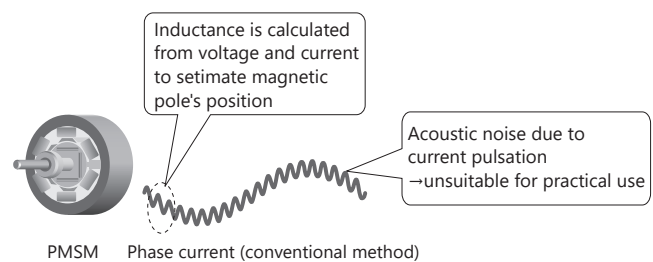 Inductance is calculated
from voltage and current
to setimate magnetic
pole's position
Acoustic noise due to
current pulsation
→unsuitable for practical use
PMSM
Phase current (conventional method)